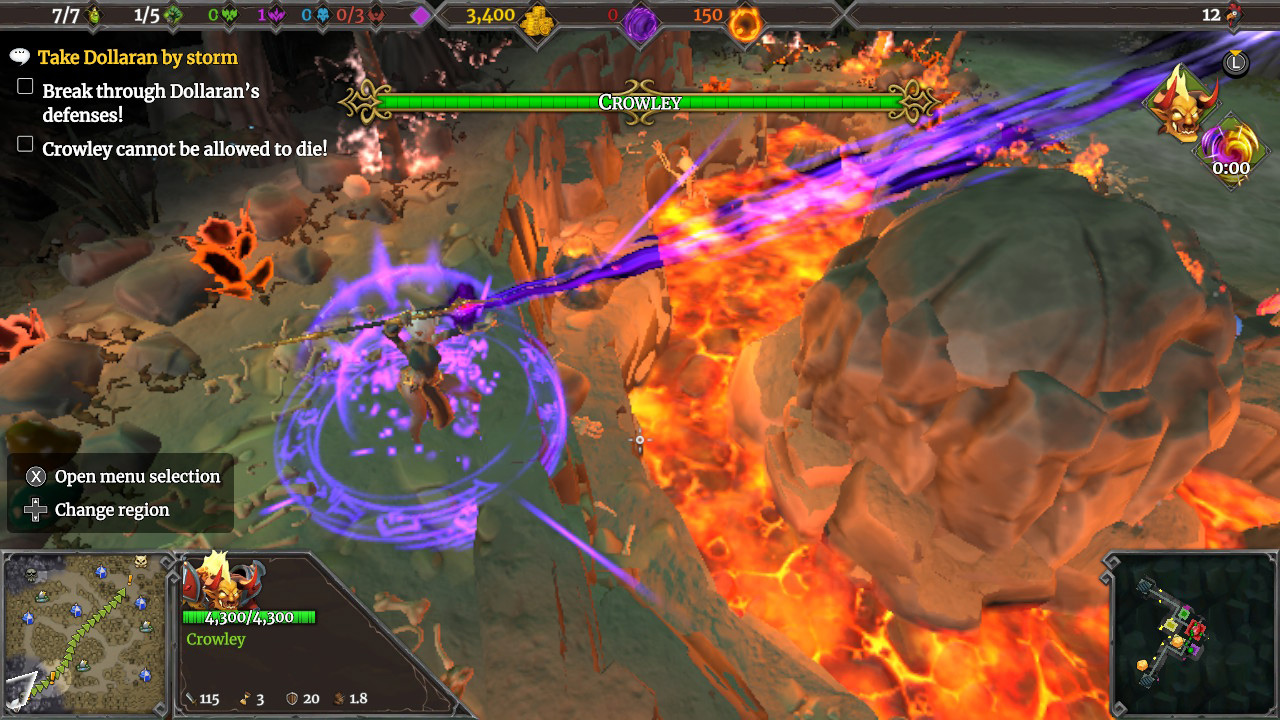 7/7 1/5 0 1 0 0/3 3,400 0 150 12
Take Dollaran by storm
Break through Dollaran's
defenses!
Crowley cannot be allowed to die!
CROWLEY
L
0:00
X Open menu selection
Change region
4,300/4,300
Crowley
115 3 20 1.8